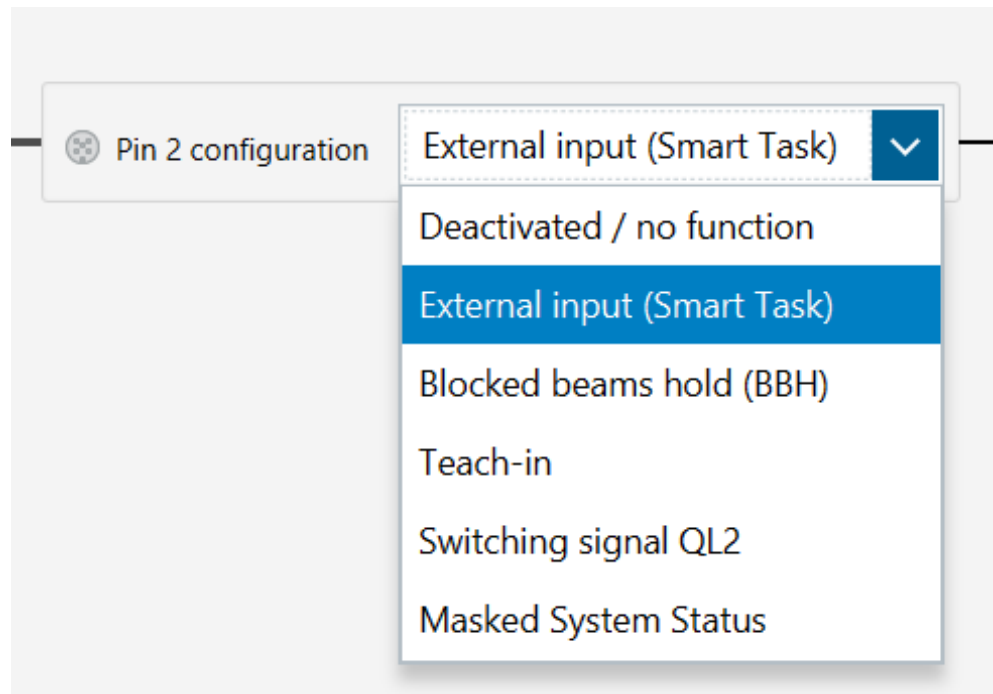 Pin 2 configuration External input (Smart Task)
Deactivated / no function
External input (Smart Task)
Blocked beams hold (BBH)
Teach-in
Switching signal QL2
Masked System Status